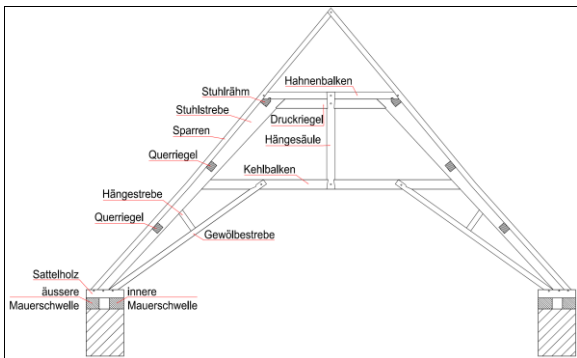 Hahnenbalken
Stuhlrähm
Stuhlstrebe
Druckriegel
Sparren
Hängesäule
Querriegel
Kehlbalken
Hängestrebe
Querriegel
Gewölbestrebe
Sattelholz
äussere
Mauerschwelle
innere
Mauerschwelle